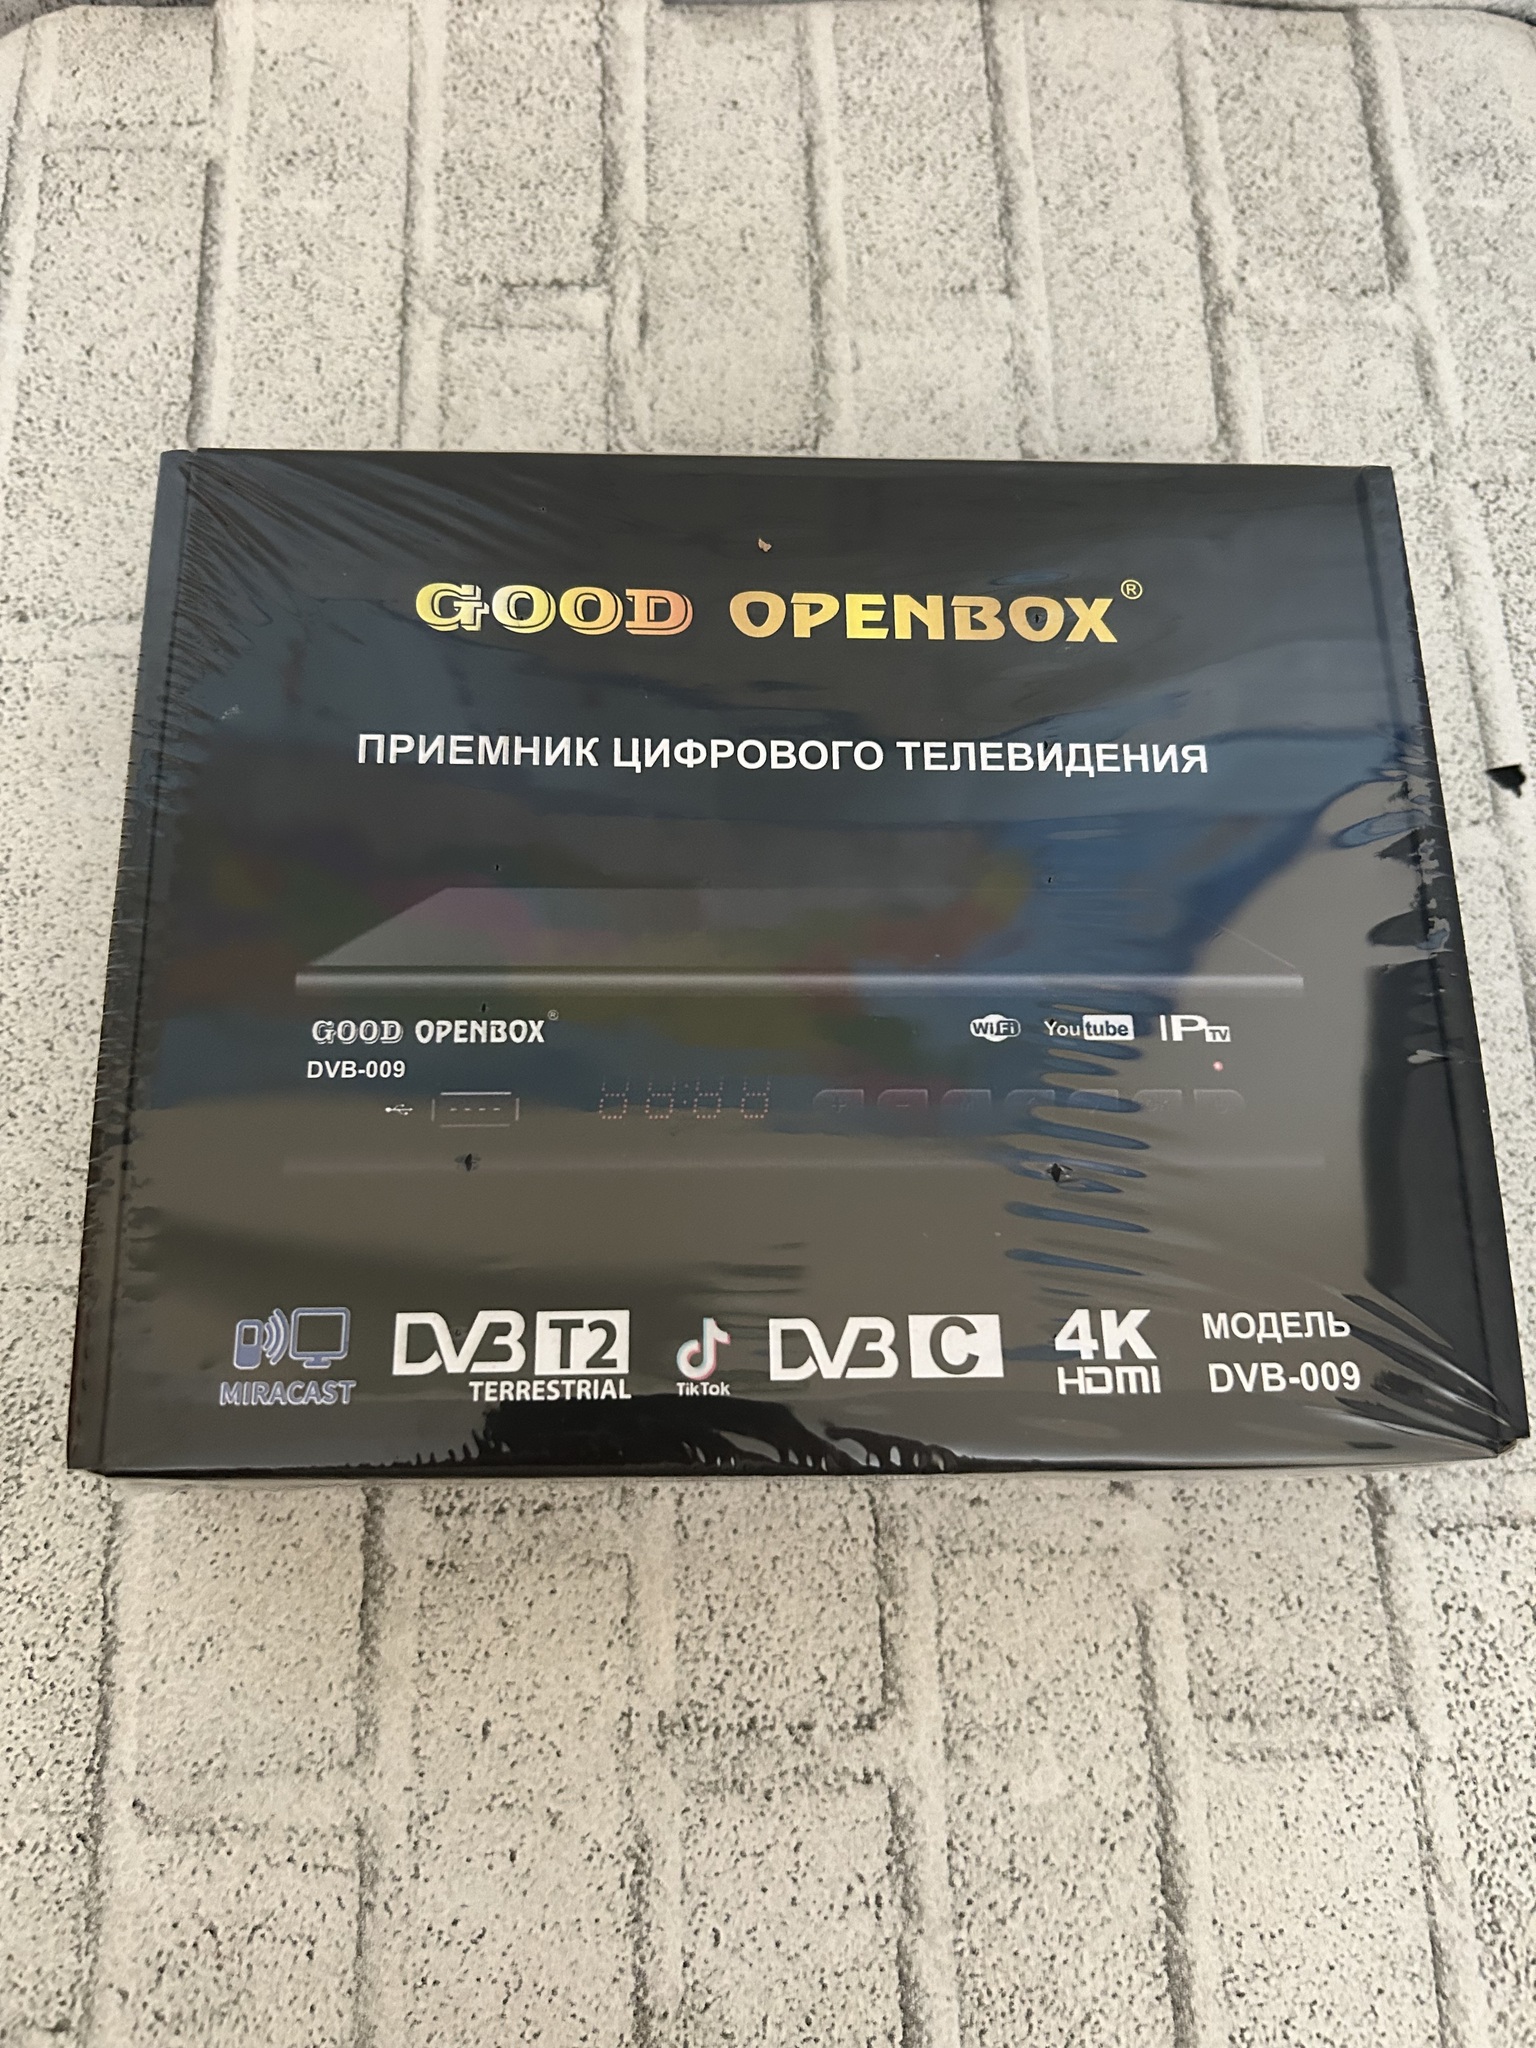 GOOD OPENBOX®
ПРИЕМНИК ЦИФРОВОГО ТЕЛЕВИДЕНИЯ
GOOD OPENBOX®
DVB-009
WiFi YouTube IPTV
MIRACAST
DVB T2
TERRESTRIAL
TikTok
DVB C
4K
HDMI
МОДЕЛЬ
DVB-009